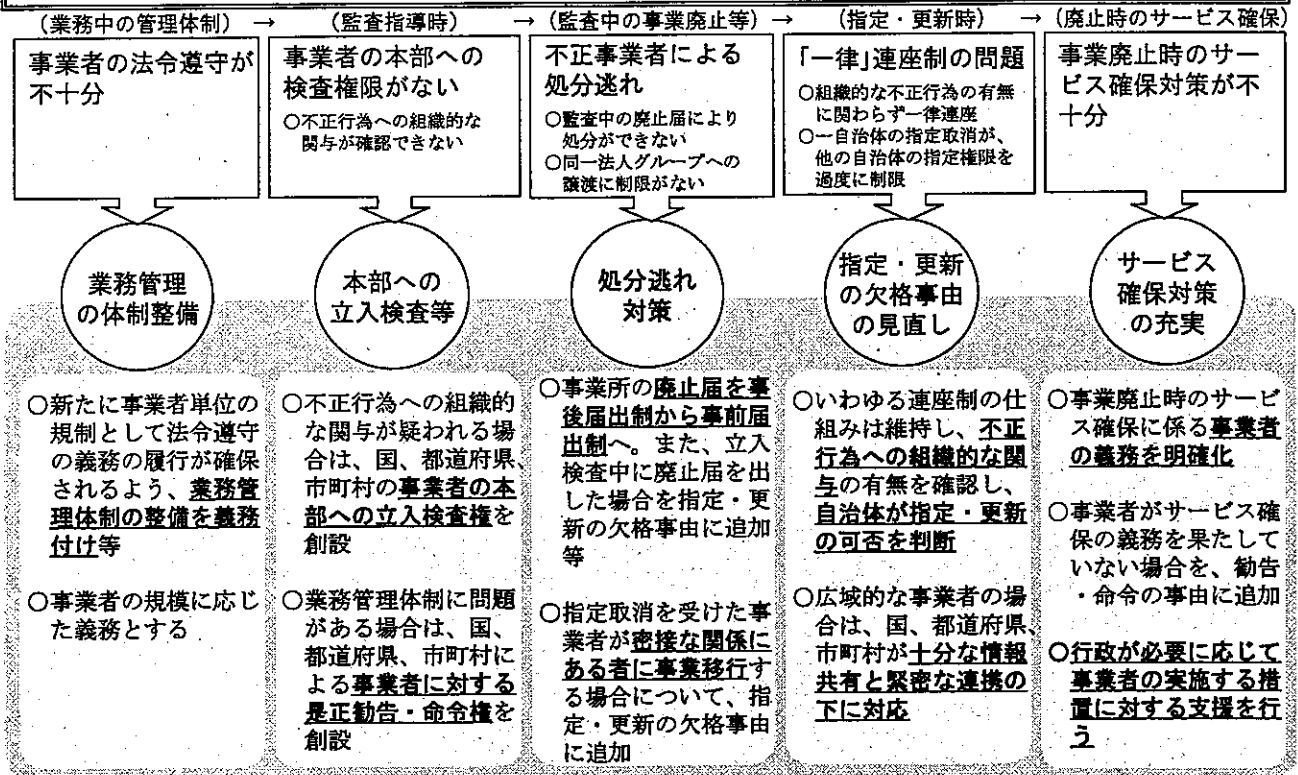 (業務中の管理体制) → (監査指導時) → (監査中の事業廃止等) → (指定・更新時) → (廃止時のサービス確保)
事業者の法令遵守が
不十分
事業者の本部への
検査権限がない
○不正行為への組織的な
関与が確認できない
不正事業者による
処分逃れ
○監査中の廃止届により
処分ができない
○同一法人グループへの
譲渡に制限がない
「一律」連座制の問題
○組織的な不正行為の有無
に関わらず一律連座
○一自治体の指定取消が、
他の自治体の指定権限を
過度に制限
事業廃止時のサー
ビス確保対策が不
十分
業務管理
の体制整備
本部への
立入検査等
処分逃れ
対策
指定・更新
の欠格事由
の見直し
サービス
確保対策
の充実
○新たに事業者単位の
規制として法令遵守
の義務の履行が確保
されるよう、業務管
理体制の整備を義務
付け等
○事業者の規模に応じ
た義務とする
○不正行為への組織的
な関与が疑われる場
合は、国、都道府県、
市町村の事業者の本
部への立入検査権を
創設
○業務管理体制に問題
がある場合は、国、
都道府県、市町村に
よる事業者に対する
是正勧告・命令権を
創設
○事業所の廃止届を事
後届出制から事前届
出制へ。また、立入
検査中に廃止届を出
した場合を指定・更
新の欠格事由に追加
等
○指定取消を受けた事
業者が密接な関係に
ある者に事業移行す
る場合について、指
定・更新の欠格事由
に追加
○いわゆる連座制の仕
組みは維持し、不正
行為への組織的な関
与の有無を確認し、
自治体が指定・更新
の可否を判断
○広域的な事業者の場
合は、国、都道府県、
市町村が十分な情報
共有と緊密な連携の
下に対応
○事業廃止時のサービ
ス確保に係る事業者
の義務を明確化
○事業者がサービス確
保の義務を果たして
いない場合を、勧告
・命令の事由に追加
○行政が必要に応じて
事業者の実施する措
置に対する支援を行
う